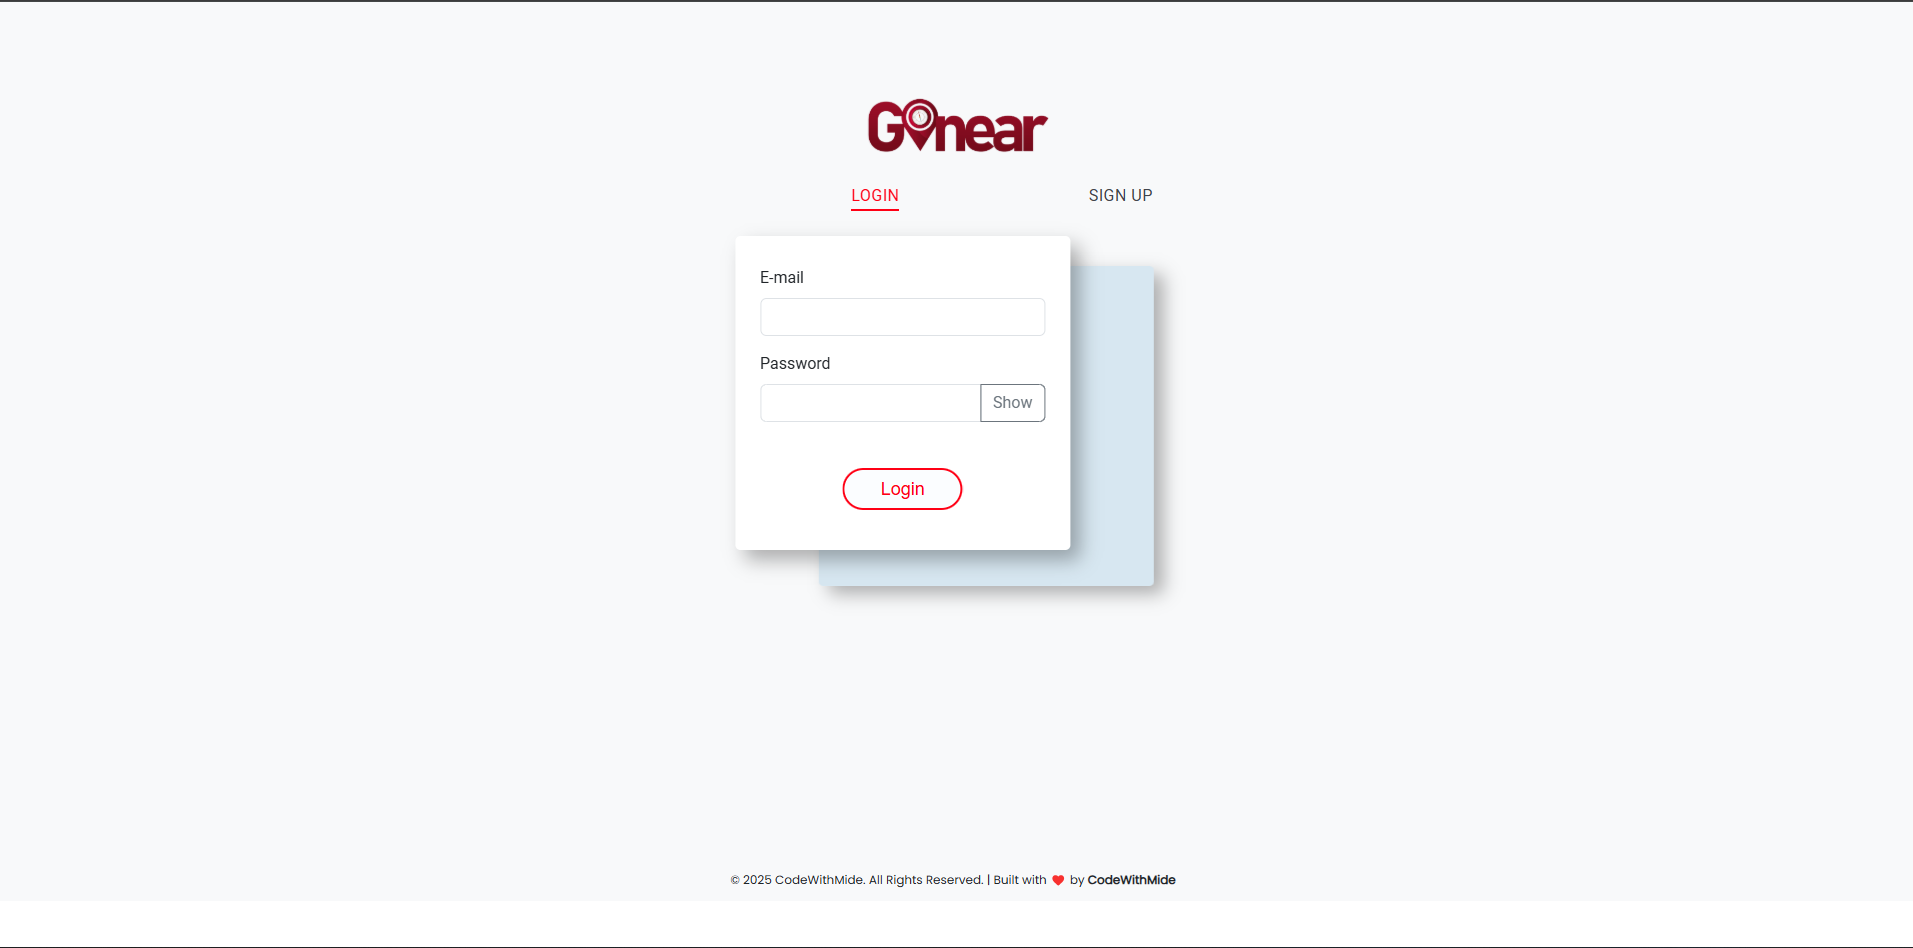 Gonear
LOGIN
SIGN UP
E-mail
Password
Show
Login
© 2025 CodeWithMide. All Rights Reserved. | Built with ❤️ by CodeWithMide